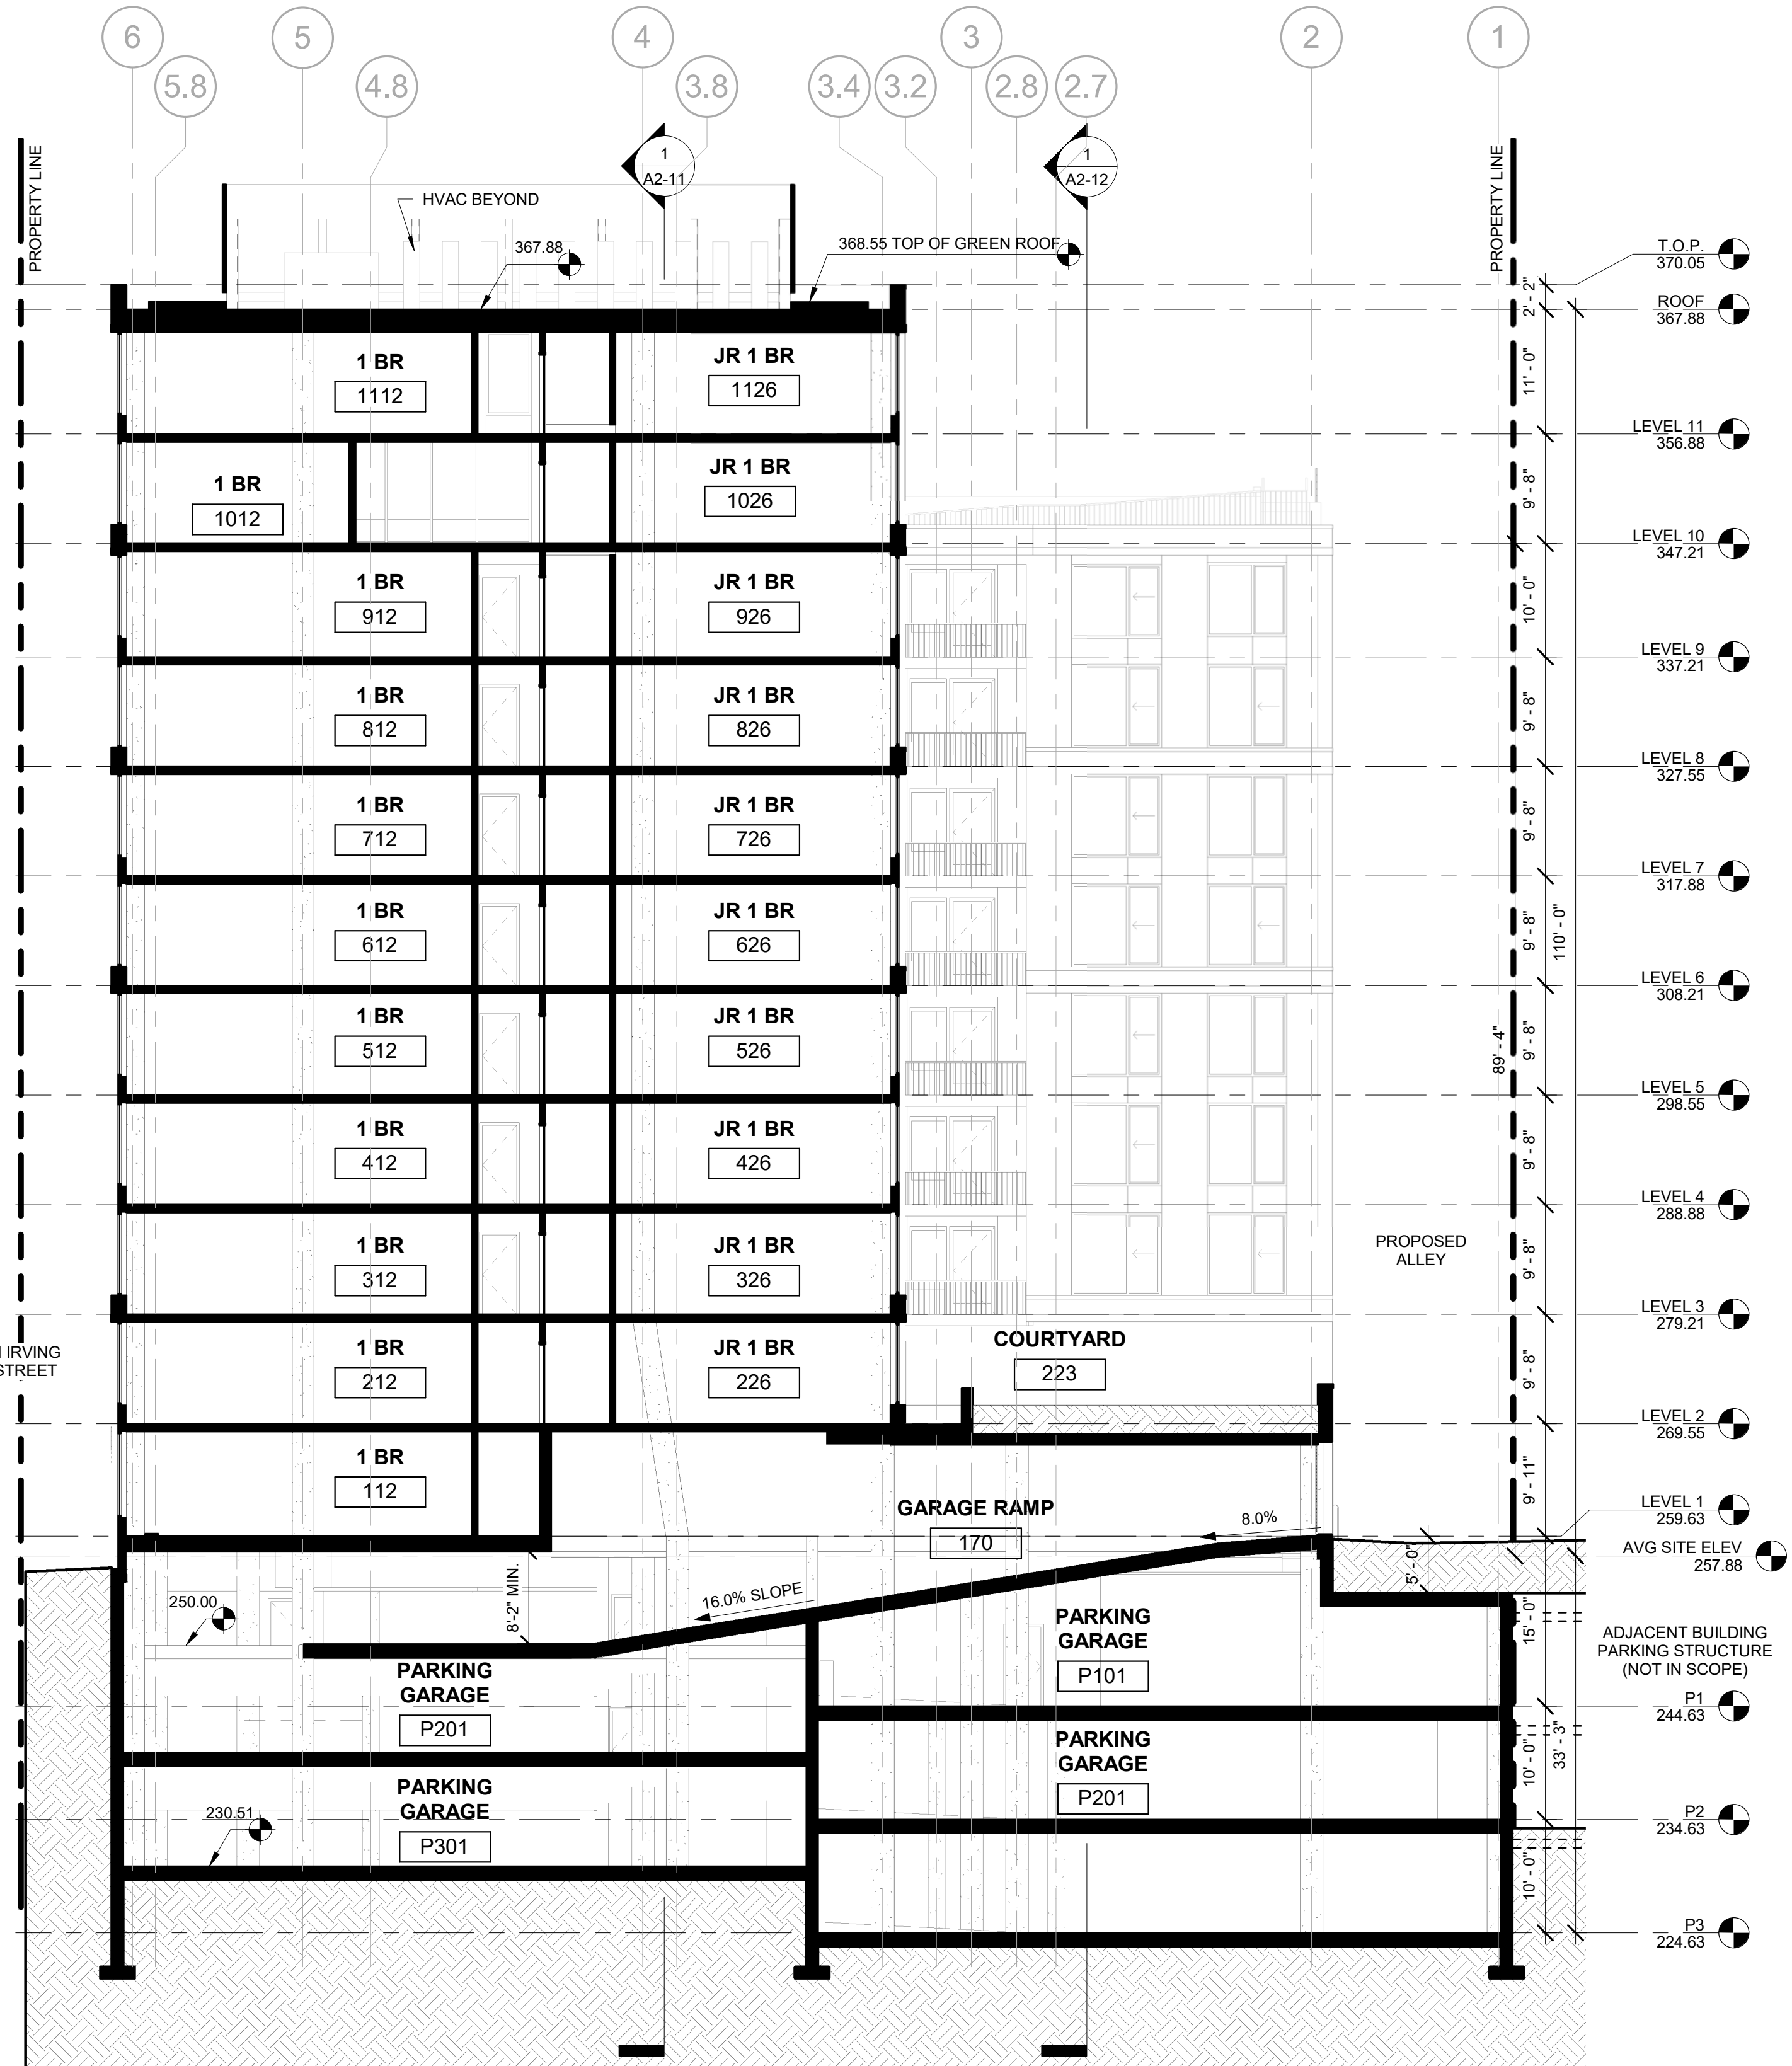 6
5
4
3
2
1
5.8
4.8
3.8
3.4
3.2
2.8
2.7
PROPERTY LINE
PROPERTY LINE
1
A2-11
1
A2-12
HVAC BEYOND
367.88
368.55 TOP OF GREEN ROOF
T.O.P.
370.05
2' - 2"
ROOF
367.88
1 BR
1112
JR 1 BR
1126
11' - 0"
LEVEL 11
356.88
1 BR
1012
JR 1 BR
1026
9' - 8"
LEVEL 10
347.21
1 BR
912
JR 1 BR
926
10' - 0"
LEVEL 9
337.21
1 BR
812
JR 1 BR
826
9' - 8"
LEVEL 8
327.55
1 BR
712
JR 1 BR
726
9' - 8"
LEVEL 7
317.88
1 BR
612
JR 1 BR
626
9' - 8"
110' - 0"
LEVEL 6
308.21
1 BR
512
JR 1 BR
526
89' - 4"
9' - 8"
LEVEL 5
298.55
1 BR
412
JR 1 BR
426
9' - 8"
LEVEL 4
288.88
1 BR
312
JR 1 BR
326
PROPOSED
ALLEY
9' - 8"
LEVEL 3
279.21
IRVING
STREET
1 BR
212
JR 1 BR
226
COURTYARD
223
9' - 8"
LEVEL 2
269.55
1 BR
112
GARAGE RAMP
170
8.0%
9' - 11"
LEVEL 1
259.63
AVG SITE ELEV
257.88
5' - 0"
250.00
8'-2" MIN.
16.0% SLOPE
PARKING
GARAGE
P101
15' - 0"
ADJACENT BUILDING
PARKING STRUCTURE
(NOT IN SCOPE)
PARKING
GARAGE
P201
P1
244.63
PARKING
GARAGE
P201
10' - 0"
33' - 3"
PARKING
GARAGE
P301
230.51
P2
234.63
10' - 0"
P3
224.63